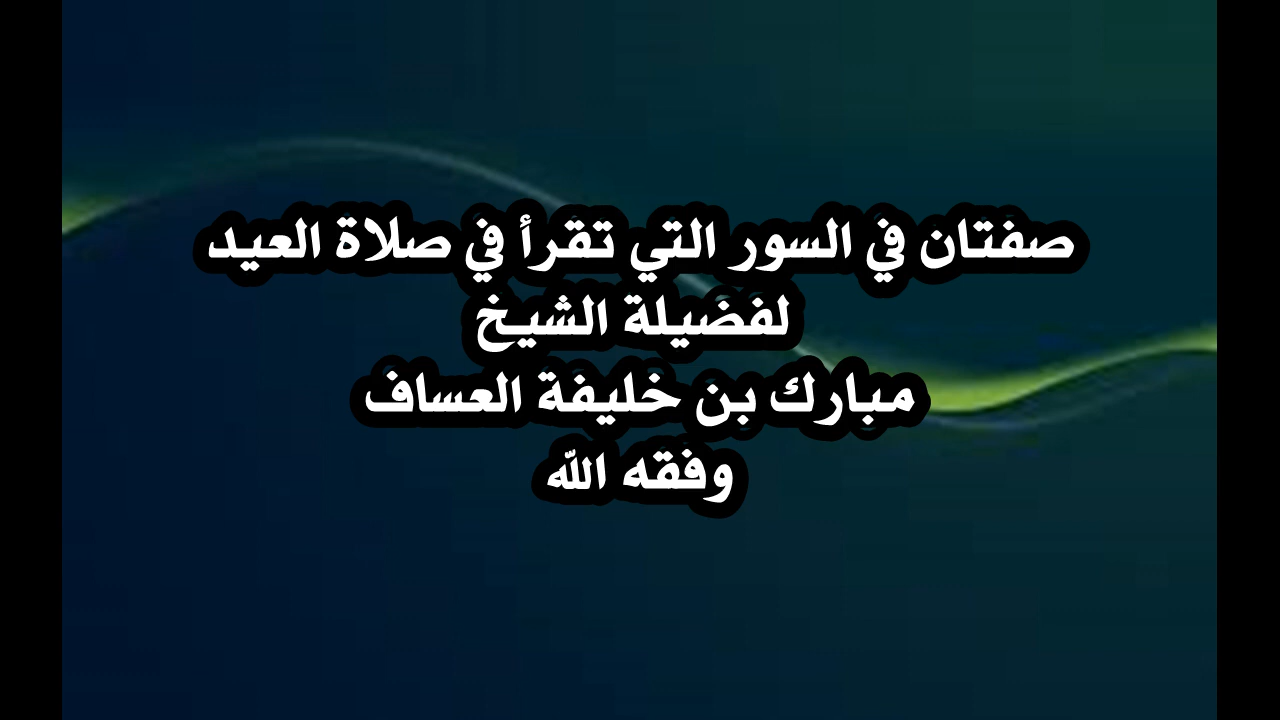 صفتان في السور التي تقرأ في صلاة العيد
لفضيلة الشيخ
مبارك بن خليفة العساف
وفقه الله